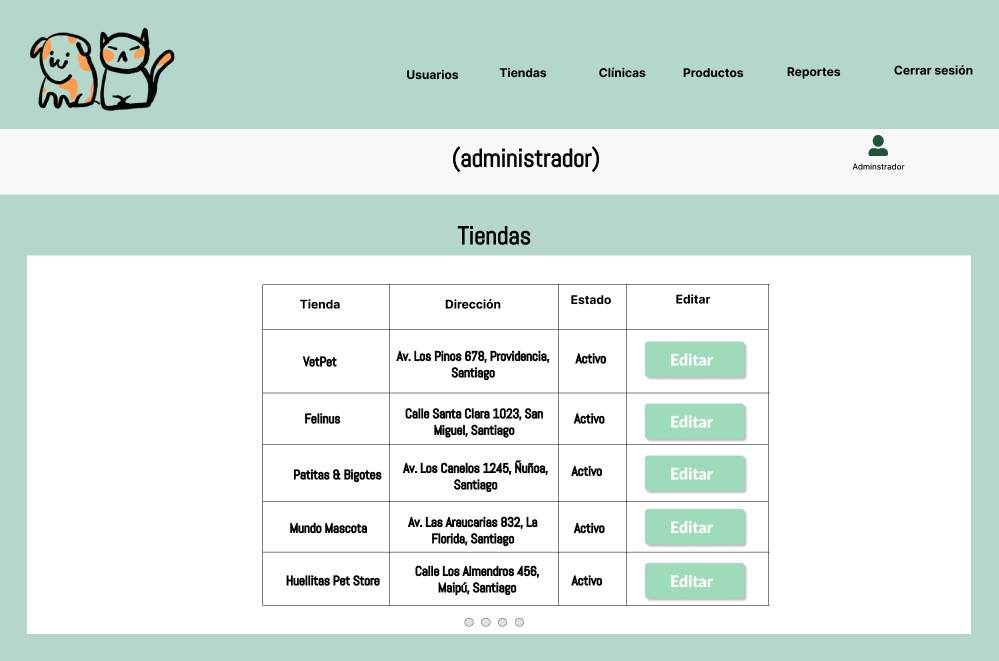 Usuarios Tiendas Clínicas Productos Reportes Cerrar sesión
(administrador)
Adminstrador
Tiendas
Tienda Dirección Estado Editar
VetPet Av. Los Pinos 678, Providencia, Activo Editar
Santiago
Felinus Calle Santa Clara 1023, San Activo Editar
Miguel, Santiago
Patitas & Bigotes Av. Los Canelos 1245, Ñuñoa, Activo Editar
Santiago
Mundo Mascota Av. Las Araucarias 832, La Activo Editar
Florida, Santiago
Huellitas Pet Store Calle Los Almendros 456, Activo Editar
Maipú, Santiago